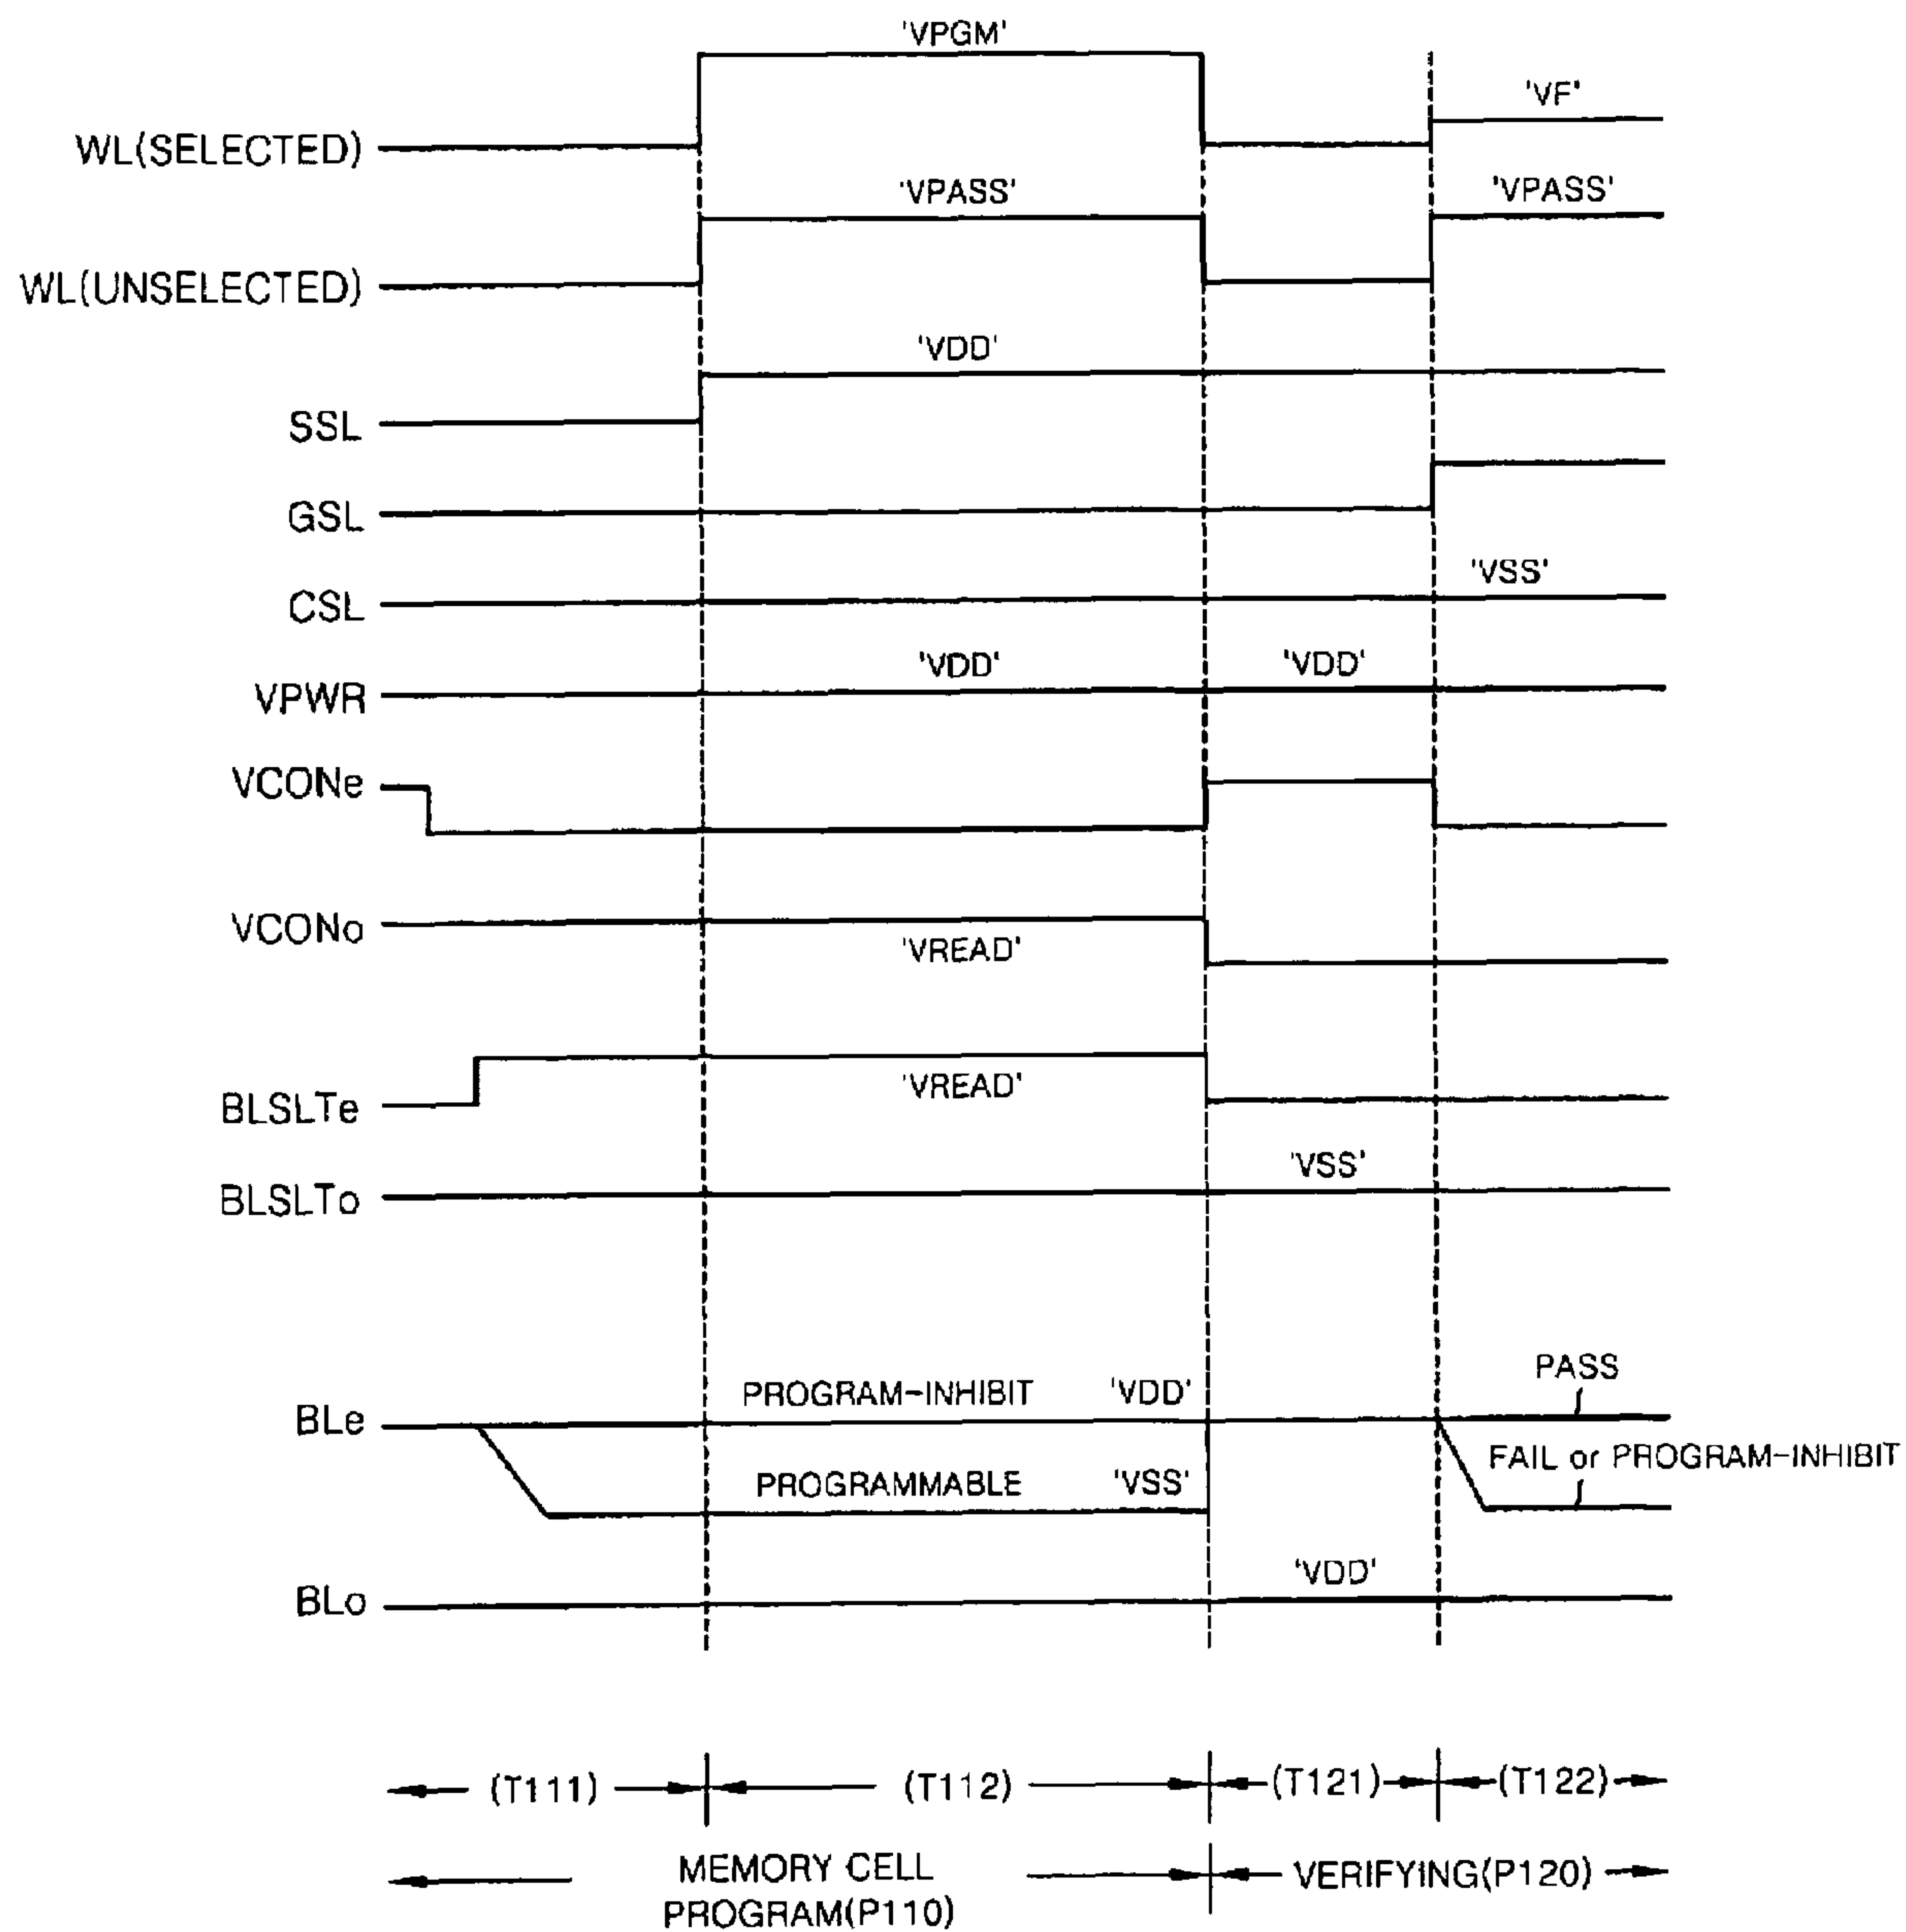 'VPGM'
WL(SELECTED)
'VF'
'VPASS'
'VPASS'
WL(UNSELECTED)
'VDD'
SSL
GSL
'VSS'
CSL
'VDD'
'VDD'
VPWR
VCONe
VCONo
'VREAD'
'VREAD'
BLSLTe
'VSS'
BLSLTo
PASS
PROGRAM-INHIBIT 'VDD'
BLe
FAIL or PROGRAM-INHIBIT
PROGRAMMABLE 'VSS'
'VDD'
BLo
(T111) (T112) (T121) (T122)
MEMORY CELL
PROGRAM(P110)
VERIFYING(P120)